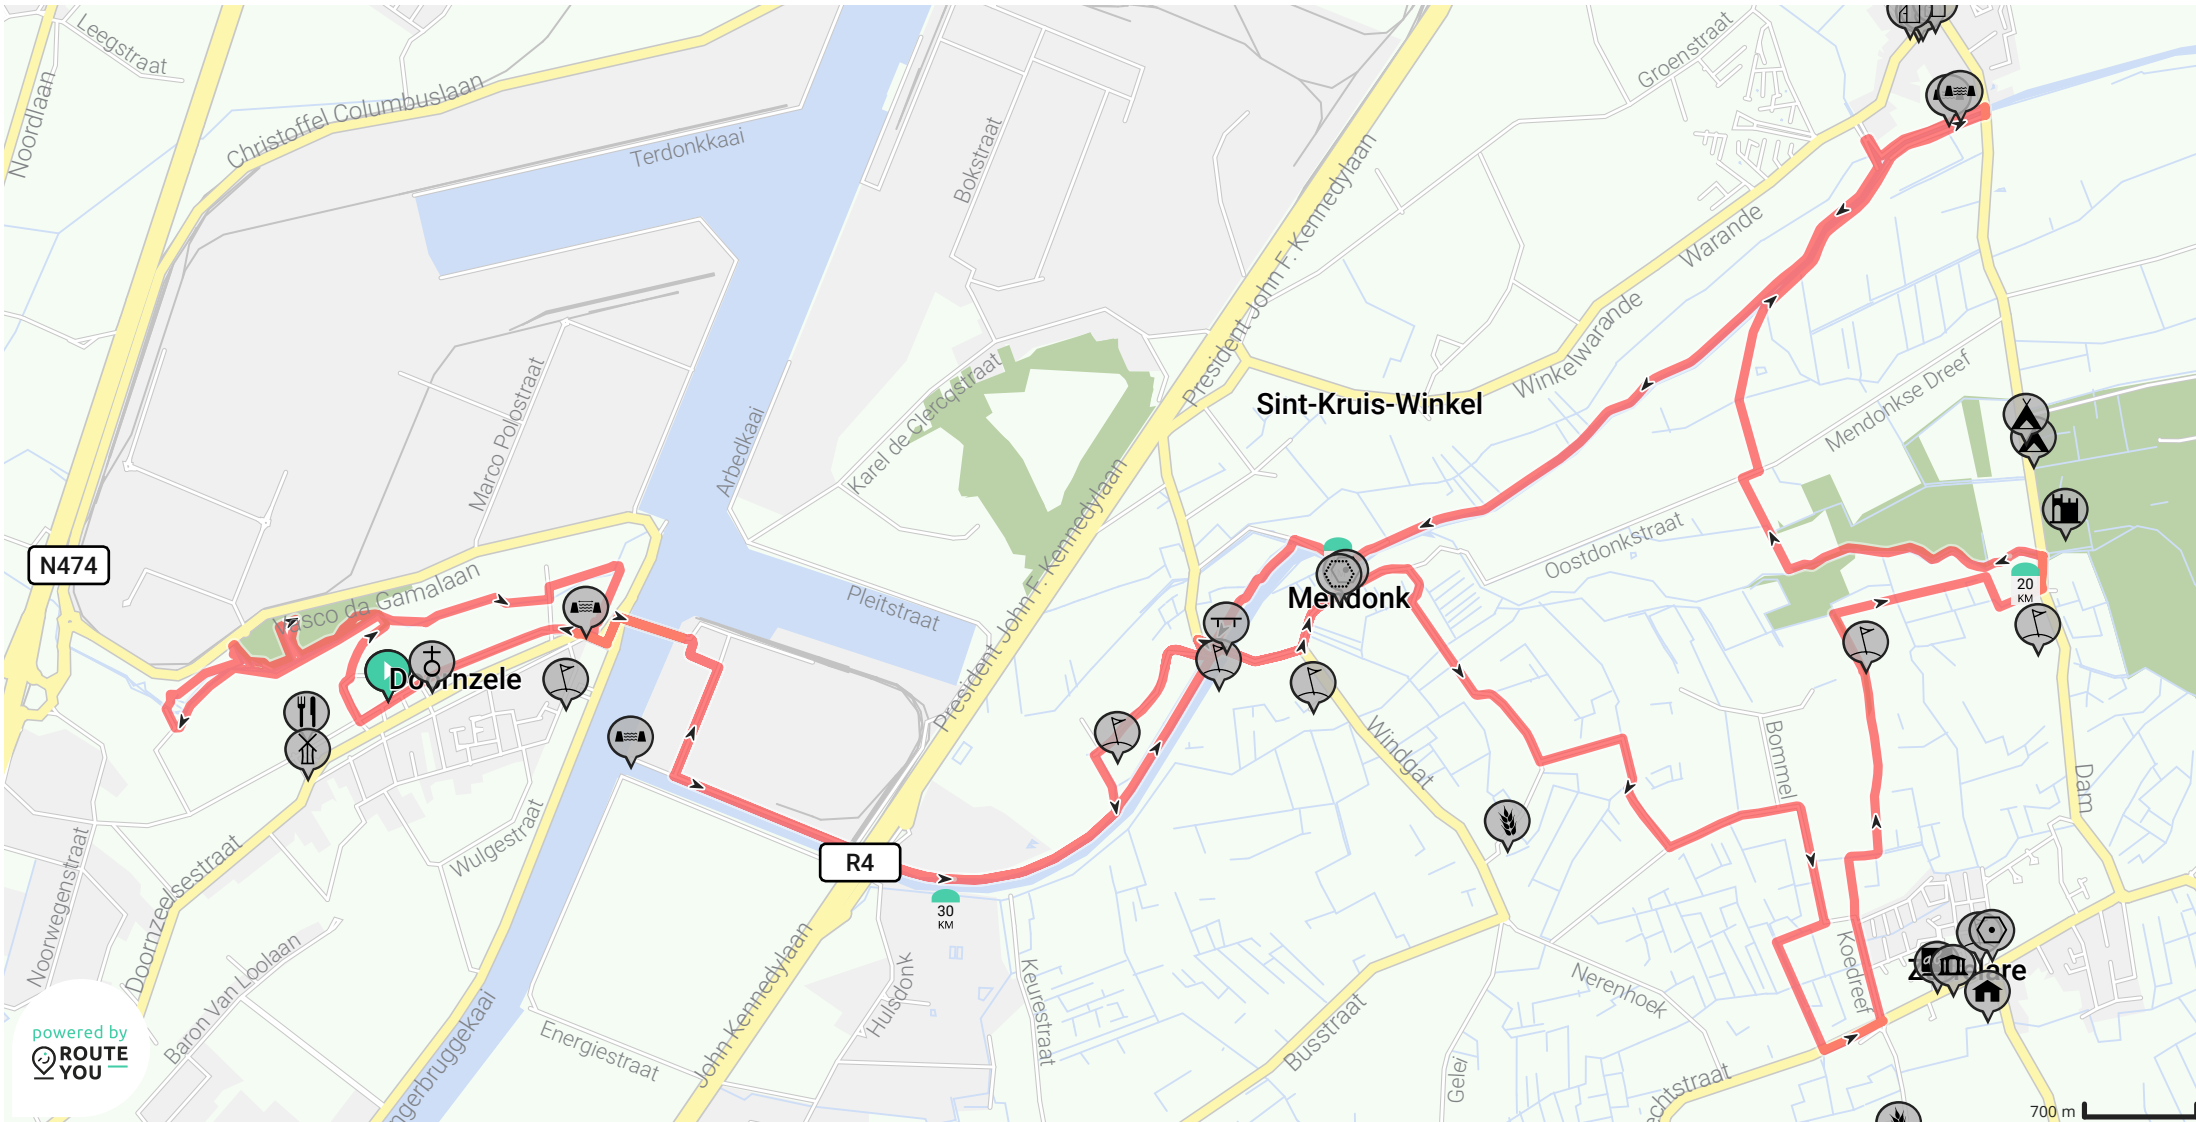 Leegstraat
Noordlaan
Christoffel Columbuslaan
Terdonkkaai
Bokstraat
Groenstraat
President John F. Kennedylaan
Warande
Winkelwarande
Mendonkse Dreef
Marco Polostraat
Arbedkaai
Karel de Clercqstraat
Sint-Kruis-Winkel
President John F. Kennedylaan
N474
Vasco da Gamalaan
Pleitstraat
Oostdonkstraat
Mendonk
20
KM
Doornzele
Windgat
Bommel
Dam
Wulgestraat
Doornzeelsestraat
Noorwegenstraat
R4
30
KM
Baron Van Loolaan
Huisdonk
Keurestraat
John Kennedylaan
Energiestraat
Nerenhoek
Koedreef
Busstraat
Gelei
powered by
ROUTE
YOU
700 m